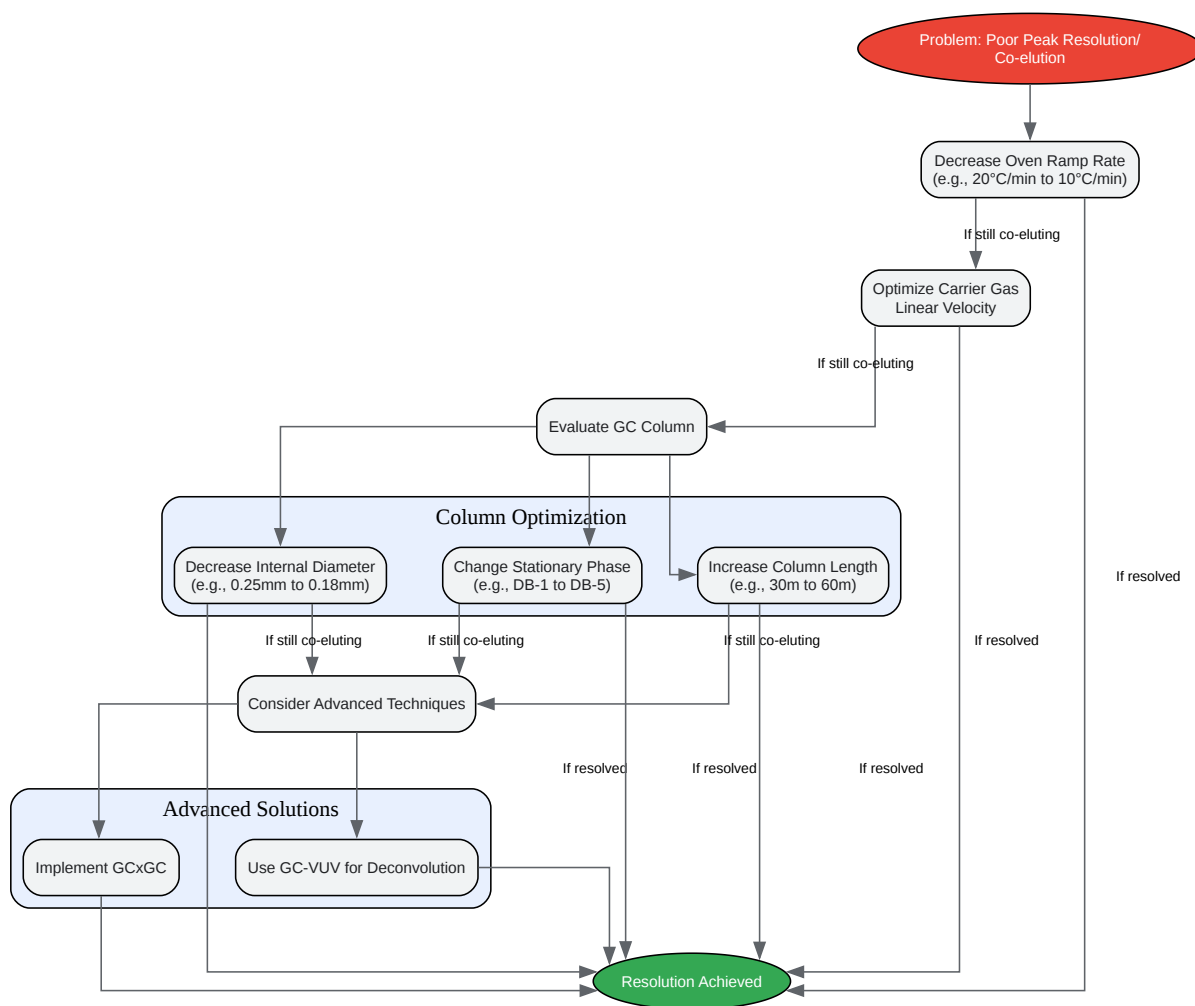 Problem: Poor Peak Resolution/
Co-elution
Decrease Oven Ramp Rate
(e.g., 20°C/min to 10°C/min)
If still co-eluting
Optimize Carrier Gas
Linear Velocity
If still co-eluting
Evaluate GC Column
Column Optimization
Decrease Internal Diameter
(e.g., 0.25mm to 0.18mm)
Change Stationary Phase
(e.g., DB-1 to DB-5)
Increase Column Length
(e.g., 30m to 60m)
If resolved
If still co-eluting
If still co-eluting
If still co-eluting
If resolved
Consider Advanced Techniques
If resolved
If resolved
If resolved
Advanced Solutions
Implement GCxGC
Use GC-VUV for Deconvolution
Resolution Achieved